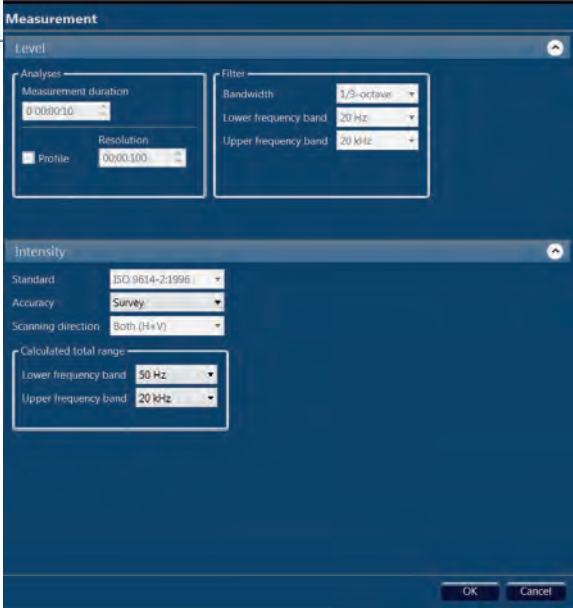 Measurement
Level
Analyses
Measurement duration
0 00:00:10
Resolution
Profile 00:00:100
Filter
Bandwidth 1/3-octave
Lower frequency band 20 Hz
Upper frequency band 20 kHz
Intensity
Standard ISO 9614-2:1996
Accuracy Survey
Scanning direction Both (H+V)
Calculated total range
Lower frequency band 50 Hz
Upper frequency band 20 kHz
OK Cancel